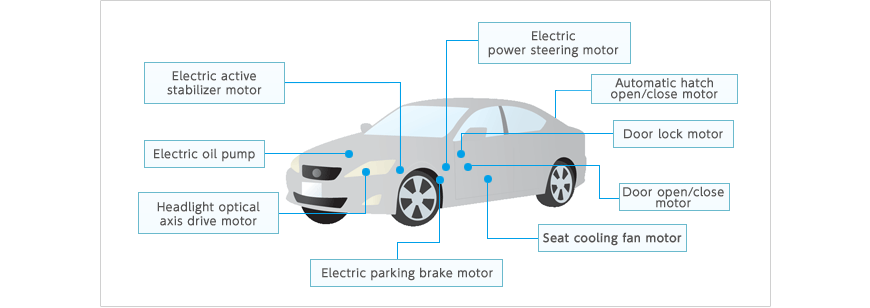 Electric
power steering motor
Electric active
stabilizer motor
Automatic hatch
open/close motor
Door lock motor
Electric oil pump
Door open/close
motor
Headlight optical
axis drive motor
Seat cooling fan motor
Electric parking brake motor